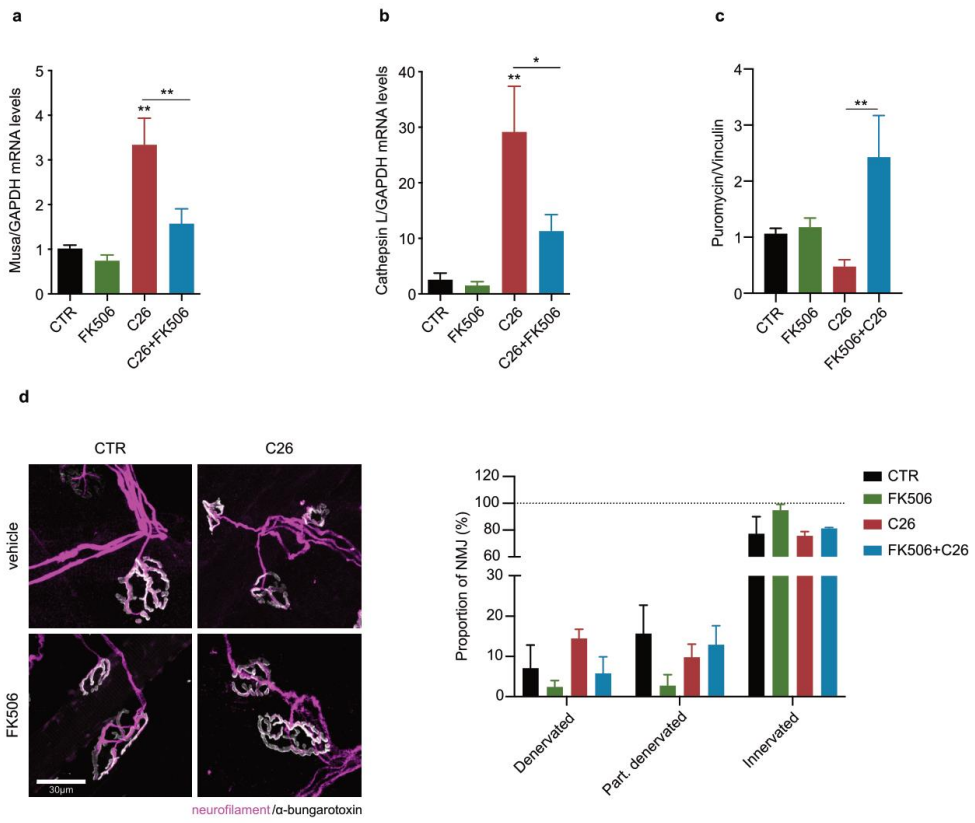 a
b
c
Musa/GAPDH mRNA levels
5
4
3
2
1
0
**
**
CTR
FK506
C26
C26+FK506
Cathepsin L/GAPDH mRNA levels
40
30
20
10
0
**
*
CTR
FK506
C26
C26+FK506
Puromycin/Vinculin
4
3
2
1
0
**
CTR
FK506
C26
FK506+C26
d
CTR
C26
vehicle
FK506
30µm
neurofilament/α-bungarotoxin
Proportion of NMJ (%)
120
100
80
60
30
20
10
0
Denervated
Part. denervated
Innervated
CTR
FK506
C26
FK506+C26